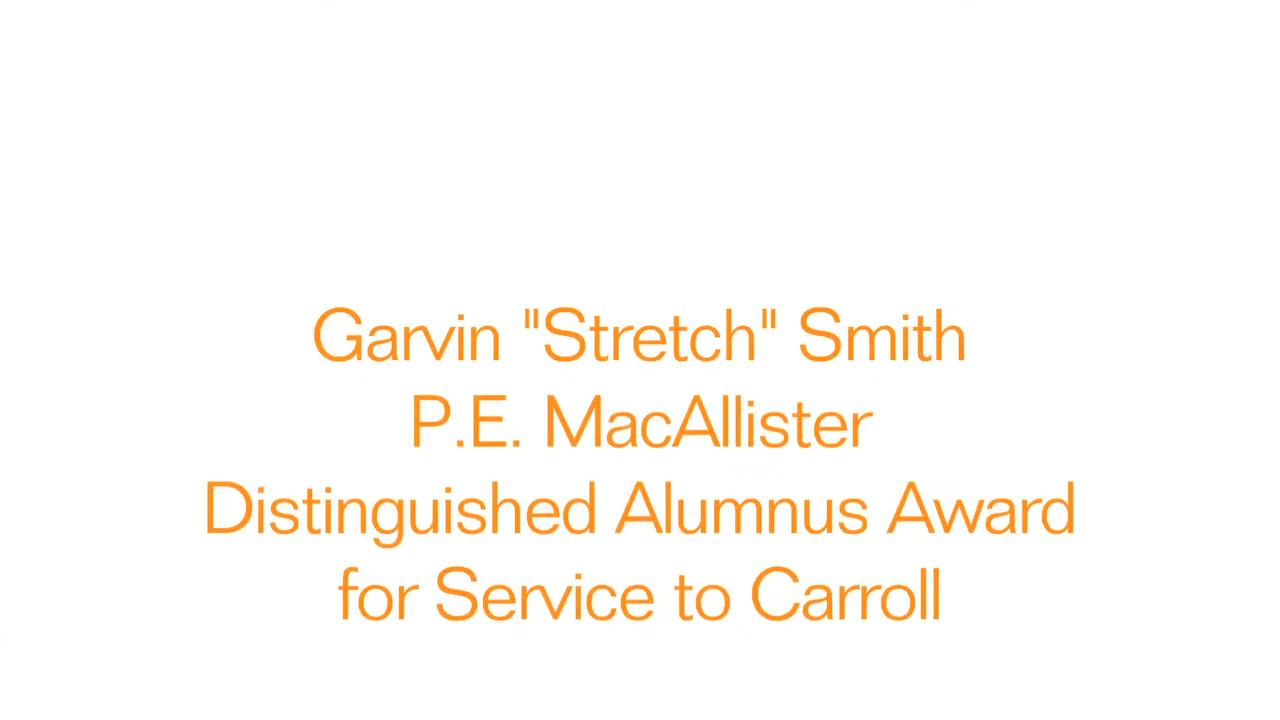 Garvin "Stretch" Smith
P.E. MacAllister
Distinguished Alumnus Award
for Service to Carroll